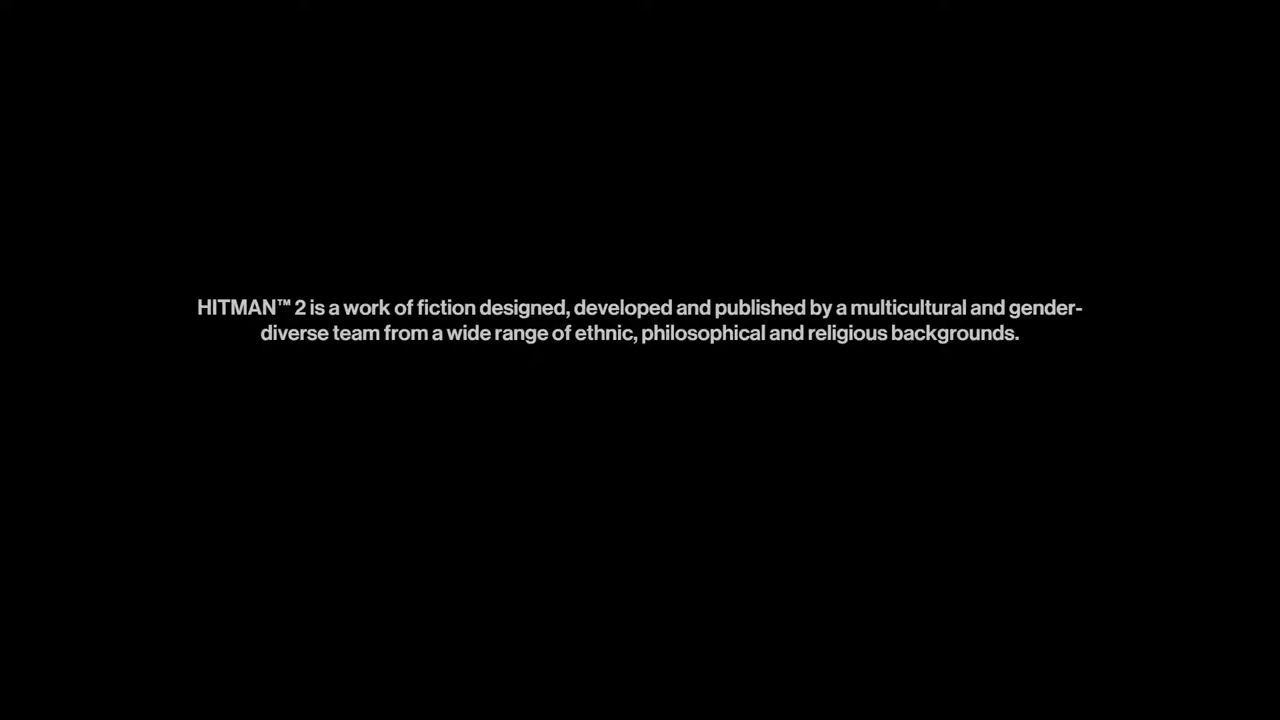 HITMAN™ 2 is a work of fiction designed, developed and published by a multicultural and gender-
diverse team from a wide range of ethnic, philosophical and religious backgrounds.